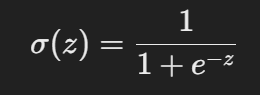 σ(z) = 1 / (1 + e^{-z})